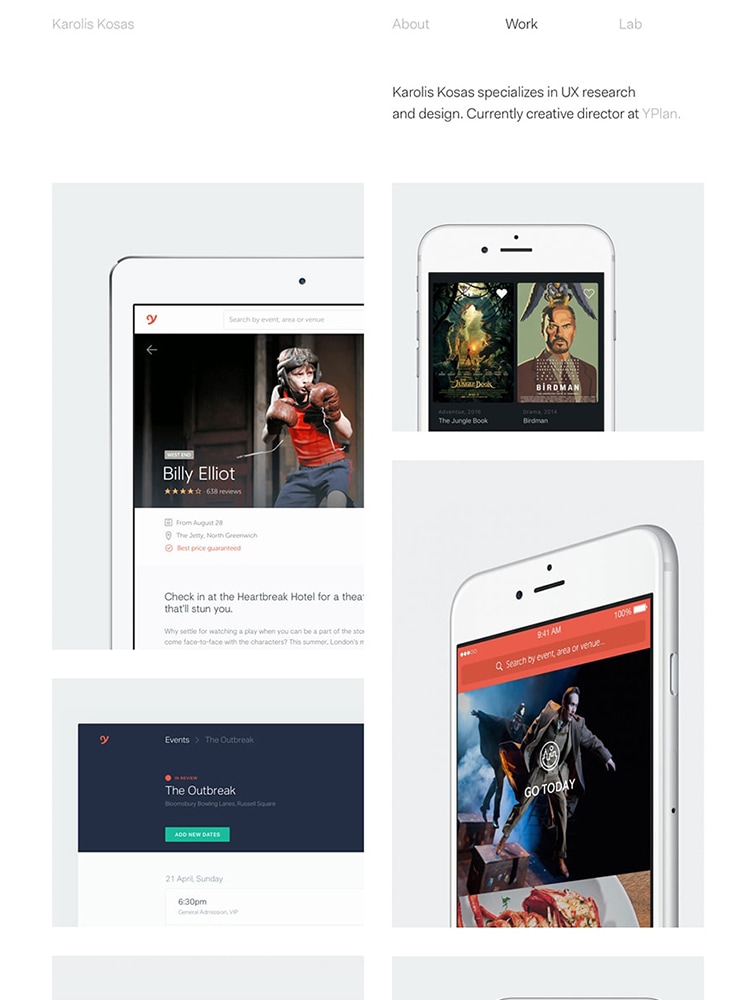 Karolis Kosas
About
Work
Lab
Karolis Kosas specializes in UX research
and design. Currently creative director at YPlan.
Search by event, area or venue
WEST END
Billy Elliot
638 reviews
From August 28
The Jetty, North Greenwich
Best price guaranteed
Check in at the Heartbreak Hotel for a theat
that'll stun you.
Why settle for watching a play when you can be a part of the stor
come face-to-face with the characters? This summer, London's m
THE JUNGLE BOOK
BIRDMAN
Adventure, 2016
Drama, 2014
The Jungle Book
Birdman
9:41 AM
100%
Search by event, area or venue...
GO TODAY
Events > The Outbreak
IN REVIEW
The Outbreak
Bloomsbury Bowling Lanes, Russell Square
ADD NEW DATES
21 April, Sunday
6:30pm
General Admission, VIP